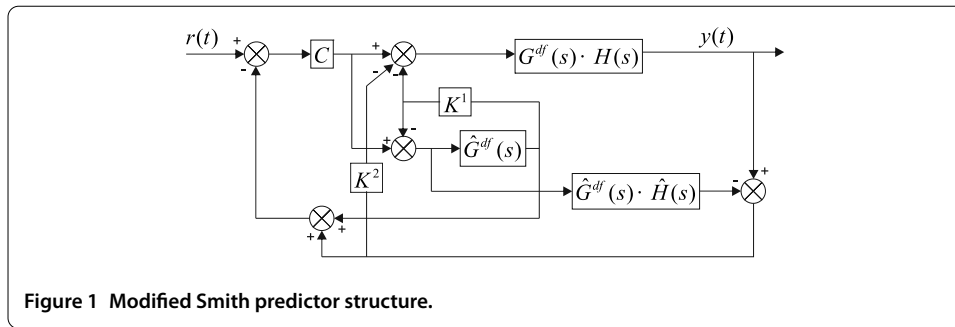 r(t) + - C + - - G^{df}(s) · H(s) y(t)
K^1
+ - Ĝ^{df}(s)
K^2 Ĝ^{df}(s) · Ĥ(s) - +
+ +
Figure 1 Modified Smith predictor structure.